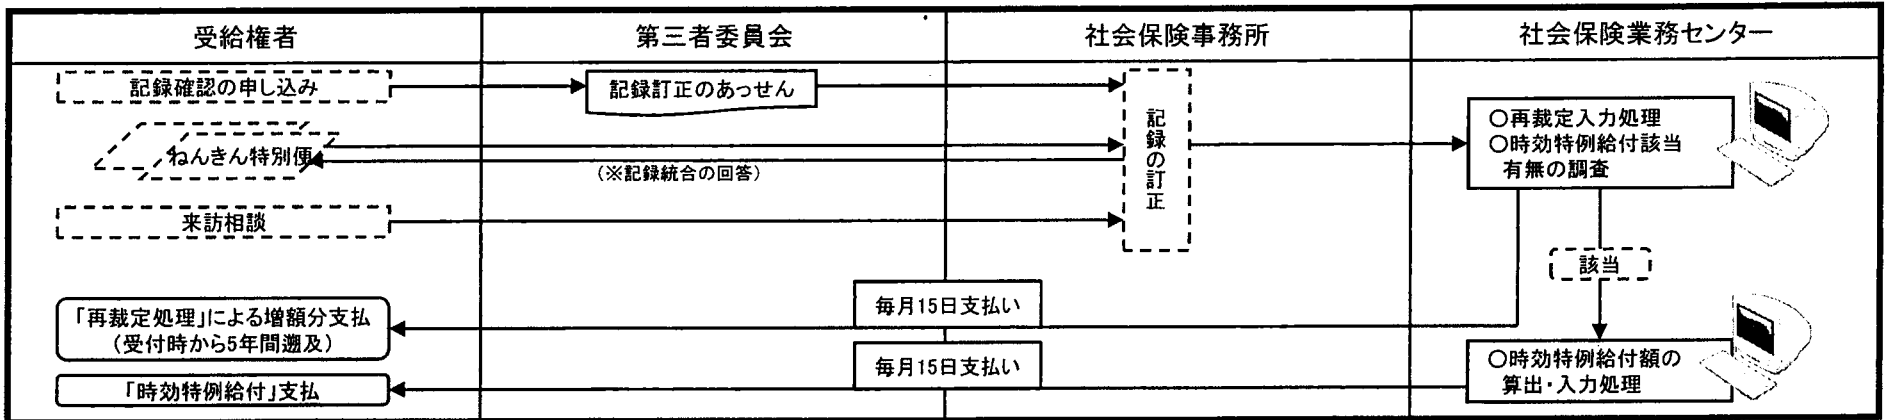 受給権者
第三者委員会
社会保険事務所
社会保険業務センター
記録確認の申し込み
記録訂正のあっせん
記録の訂正
○再裁定入力処理
○時効特例給付該当
有無の調査
ねんきん特別便
（※記録統合の回答）
来訪相談
該当
毎月15日支払い
「再裁定処理」による増額分支払
（受付時から5年間遡及）
毎月15日支払い
○時効特例給付額の
算出・入力処理
「時効特例給付」支払